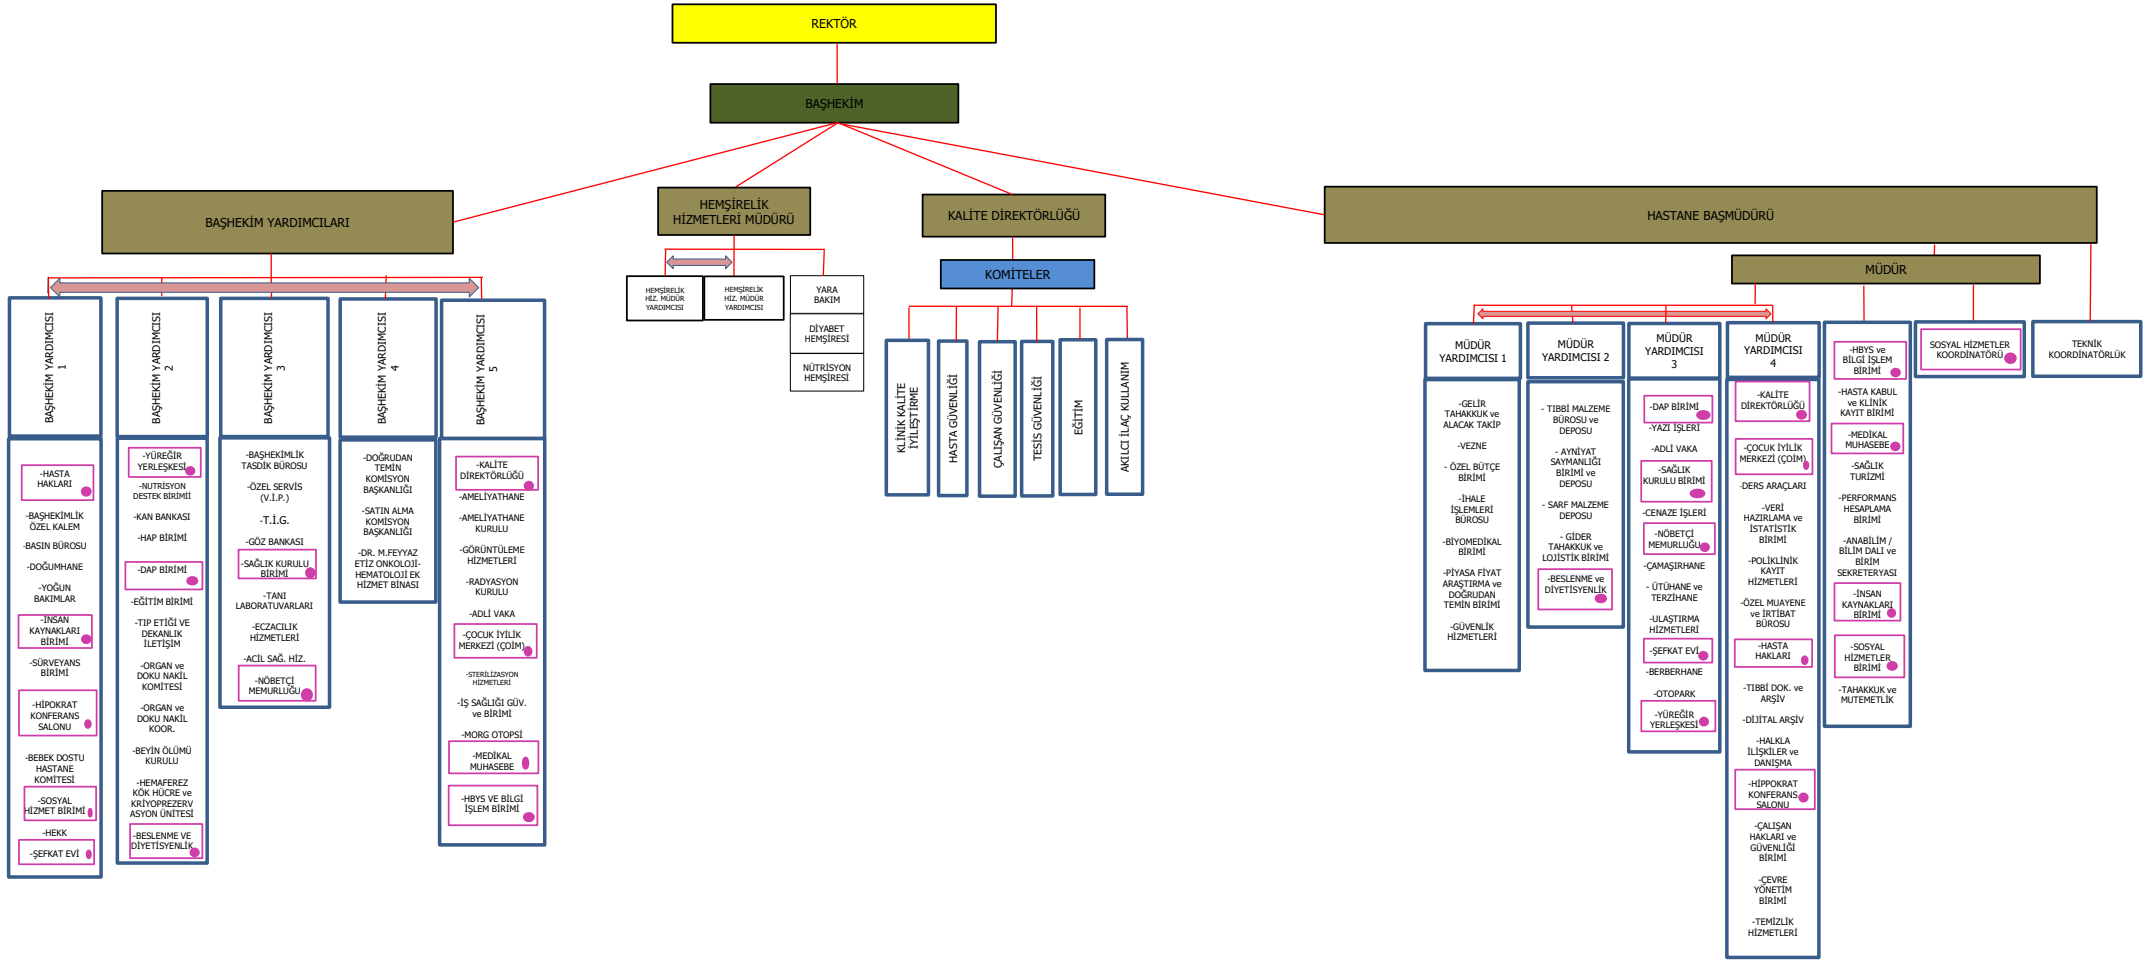 REKTÖR
BAŞHEKİM
BAŞHEKİM YARDIMCILARI
HEMŞİRELİK
HİZMETLERİ MÜDÜRÜ
KALİTE DİREKTÖRLÜĞÜ
HASTANE BAŞMÜDÜRÜ
KOMİTELER
MÜDÜR
BAŞHEKİM YARDIMCISI
1
-HASTA
HAKLARI
-BAŞHEKİMLİK
ÖZEL KALEM
-BASIN BÜROSU
-DOĞUMHANE
-YOĞUN
BAKIMLAR
-İNSAN
KAYNAKLARI
BİRİMİ
-SÜRVEYANS
BİRİMİ
-HİPOKRAT
KONFERANS
SALONU
-BEBEK DOSTU
HASTANE
KOMİTESİ
-SOSYAL
HİZMET BİRİMİ
-HEKK
-ŞEFKAT EVİ
BAŞHEKİM YARDIMCISI
2
-YÜREĞİR
YERLEŞKESİ
-NUTRİSYON
DESTEK BİRİMİİ
-KAN BANKASI
-HAP BİRİMİ
-DAP BİRİMİ
-EĞİTİM BİRİMİ
-TIP ETİĞİ VE
DEKANLIK
İLETİŞİM
-ORGAN ve
DOKU NAKİL
KOMİTESİ
-ORGAN ve
DOKU NAKİL
KOOR.
-BEYİN ÖLÜMÜ
KURULU
-HEMAFEREZ
KÖK HÜCRE ve
KRİYOPREZERV
ASYON ÜNİTESİ
-BESLENME VE
DİYETİSYENLİK
BAŞHEKİM YARDIMCISI
3
-BAŞHEKİMLİK
TASDİK BÜROSU
-ÖZEL SERVİS
(V.İ.P.)
-T.İ.G.
-GÖZ BANKASI
-SAĞLIK KURULU
BİRİMİ
-TANI
LABORATUVARLARI
-ECZACILIK
HİZMETLERİ
-ACİL SAĞ. HİZ.
-NÖBETÇİ
MEMURLUĞU
BAŞHEKİM YARDIMCISI
4
-DOĞRUDAN
TEMİN
KOMİSYON
BAŞKANLIĞI
-SATIN ALMA
KOMİSYON
BAŞKANLIĞI
-DR. M.FEYYAZ
ETİZ ONKOLOJİ-
HEMATOLOJİ EK
HİZMET BİNASI
BAŞHEKİM YARDIMCISI
5
-KALİTE
DİREKTÖRLÜĞÜ
-AMELİYATHANE
-AMELİYATHANE
KURULU
-GÖRÜNTÜLEME
HİZMETLERİ
-RADYASYON
KURULU
-ADLİ VAKA
-ÇOCUK İYİLİK
MERKEZİ (ÇOİM)
-STERİLİZASYON
HİZMETLERİ
-İŞ SAĞLIĞI GÜV.
ve BİRİMİ
-MORG OTOPSİ
-MEDİKAL
MUHASEBE
-HBYS VE BİLGİ
İŞLEM BİRİMİ
HEMŞİRELİK
HİZ. MÜDÜR
YARDIMCISI
HEMŞİRELİK
HİZ. MÜDÜR
YARDIMCISI
YARA
BAKIM
DİYABET
HEMŞİRESİ
NÜTRİSYON
HEMŞİRESİ
KLİNİK KALİTE
İYİLEŞTİRME
HASTA GÜVENLİĞİ
ÇALIŞAN GÜVENLİĞİ
TESİS GÜVENLİĞİ
EĞİTİM
AKILCI İLAÇ KULLANIM
MÜDÜR
YARDIMCISI 1
-GELİR
TAHAKKUK ve
ALACAK TAKİP
-VEZNE
- ÖZEL BÜTÇE
BİRİMİ
-İHALE
İŞLEMLERİ
BÜROSU
-BİYOMEDİKAL
BİRİMİ
-PİYASA FİYAT
ARAŞTIRMA ve
DOĞRUDAN
TEMİN BİRİMİ
-GÜVENLİK
HİZMETLERİ
MÜDÜR
YARDIMCISI 2
- TIBBİ MALZEME
BÜROSU ve
DEPOSU
- AYNİYAT
SAYMANLIĞI
BİRİMİ ve
DEPOSU
- SARF MALZEME
DEPOSU
- GİDER
TAHAKKUK ve
LOJİSTİK BİRİMİ
-BESLENME ve
DİYETİSYENLİK
MÜDÜR
YARDIMCISI
3
-DAP BİRİMİ
-YAZI İŞLERİ
-ADLİ VAKA
-SAĞLIK
KURULU BİRİMİ
-CENAZE İŞLERİ
-NÖBETÇİ
MEMURLUĞU
-ÇAMAŞIRHANE
- ÜTÜHANE ve
TERZİHANE
-ULAŞTIRMA
HİZMETLERİ
-ŞEFKAT EVİ
-BERBERHANE
-OTOPARK
-YÜREĞİR
YERLEŞKESİ
MÜDÜR
YARDIMCISI
4
-KALİTE
DİREKTÖRLÜĞÜ
-ÇOCUK İYİLİK
MERKEZİ (ÇOİM)
-DERS ARAÇLARI
-VERİ
HAZIRLAMA ve
İSTATİSTİK
BİRİMİ
-POLİKLİNİK
KAYIT
HİZMETLERİ
-ÖZEL MUAYENE
ve İRTİBAT
BÜROSU
-HASTA
HAKLARI
-TIBBİ DOK. ve
ARŞİV
-DİJİTAL ARŞİV
-HALKLA
İLİŞKİLER ve
DANIŞMA
-HİPPOKRAT
KONFERANS
SALONU
-ÇALIŞAN
HAKLARI ve
GÜVENLİĞİ
BİRİMİ
-ÇEVRE
YÖNETİM
BİRİMİ
-TEMİZLİK
HİZMETLERİ
-HBYS ve
BİLGİ İŞLEM
BİRİMİ
-HASTA KABUL
ve KLİNİK
KAYIT BİRİMİ
-MEDİKAL
MUHASEBE
-SAĞLIK
TURİZMİ
-PERFORMANS
HESAPLAMA
BİRİMİ
-ANABİLİM /
BİLİM DALI ve
BİRİM
SEKRETERYASI
-İNSAN
KAYNAKLARI
BİRİMİ
-SOSYAL
HİZMETLER
BİRİMİ
-TAHAKKUK ve
MUTEMETLİK
SOSYAL HİZMETLER
KOORDİNATÖRÜ
TEKNİK
KOORDİNATÖRLÜK